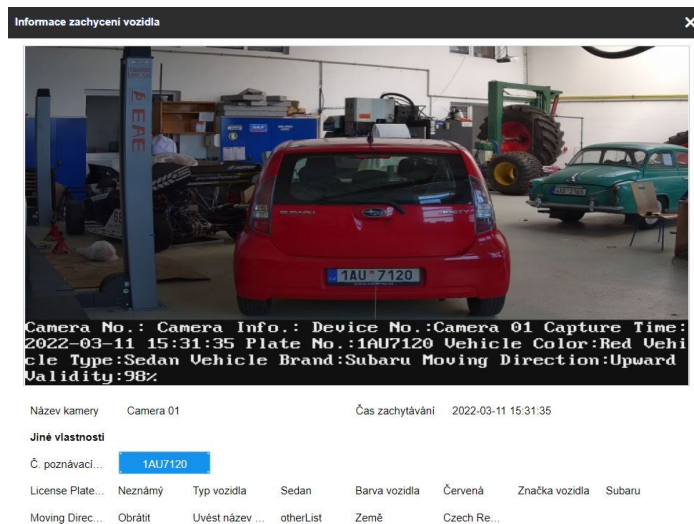 Informace zachycení vozidla
SUBARU
JUSTY
1AU 7120
Camera No.: Camera Info.: Device No.:Camera 01 Capture Time:
2022-03-11 15:31:35 Plate No.:1AU7120 Vehicle Color:Red Vehi
cle Type:Sedan Vehicle Brand:Subaru Moving Direction:Upward
Validity:98%
Název kamery Camera 01 Čas zachytávání 2022-03-11 15:31:35
Jiné vlastnosti
Č. poznávací... 1AU7120
License Plate... Neznámý Typ vozidla Sedan Barva vozidla Červená Značka vozidla Subaru
Moving Direc... Obrátit Uvést název ... otherList Země Czech Re...